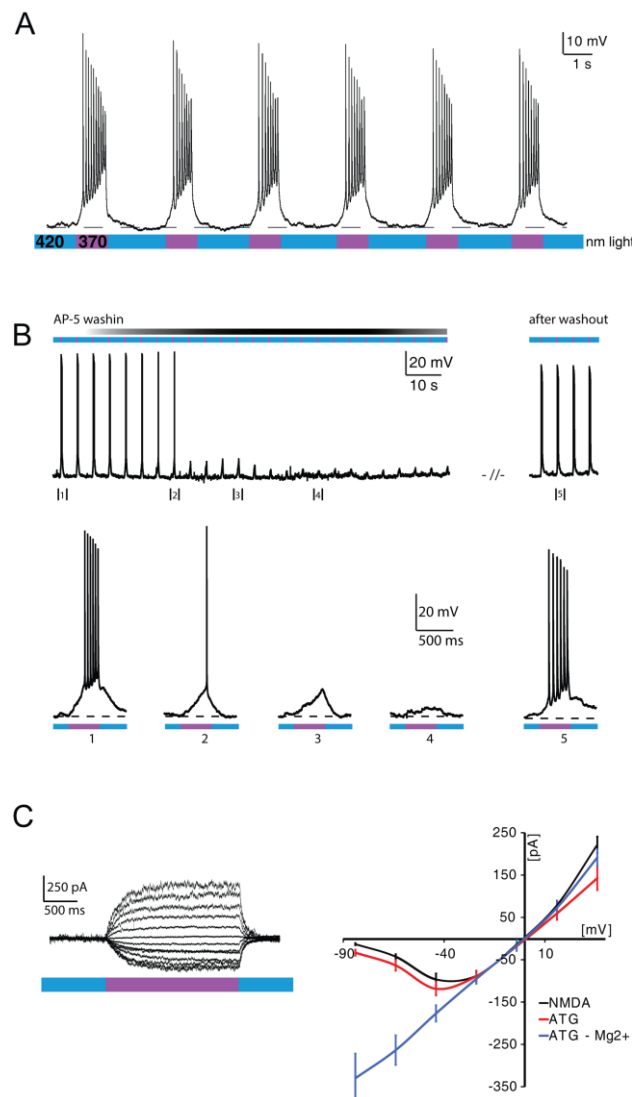 A
10 mV
1 s
420 370 nm light
B
AP-5 washin
after washout
20 mV
10 s
- // -
1 2 3 4 5
20 mV
500 ms
1 2 3 4 5
C
250 pA
500 ms
250
[pA]
150
50
[mV]
-90 -40 10
-50
-150
-250
-350
NMDA
ATG
ATG - Mg2+